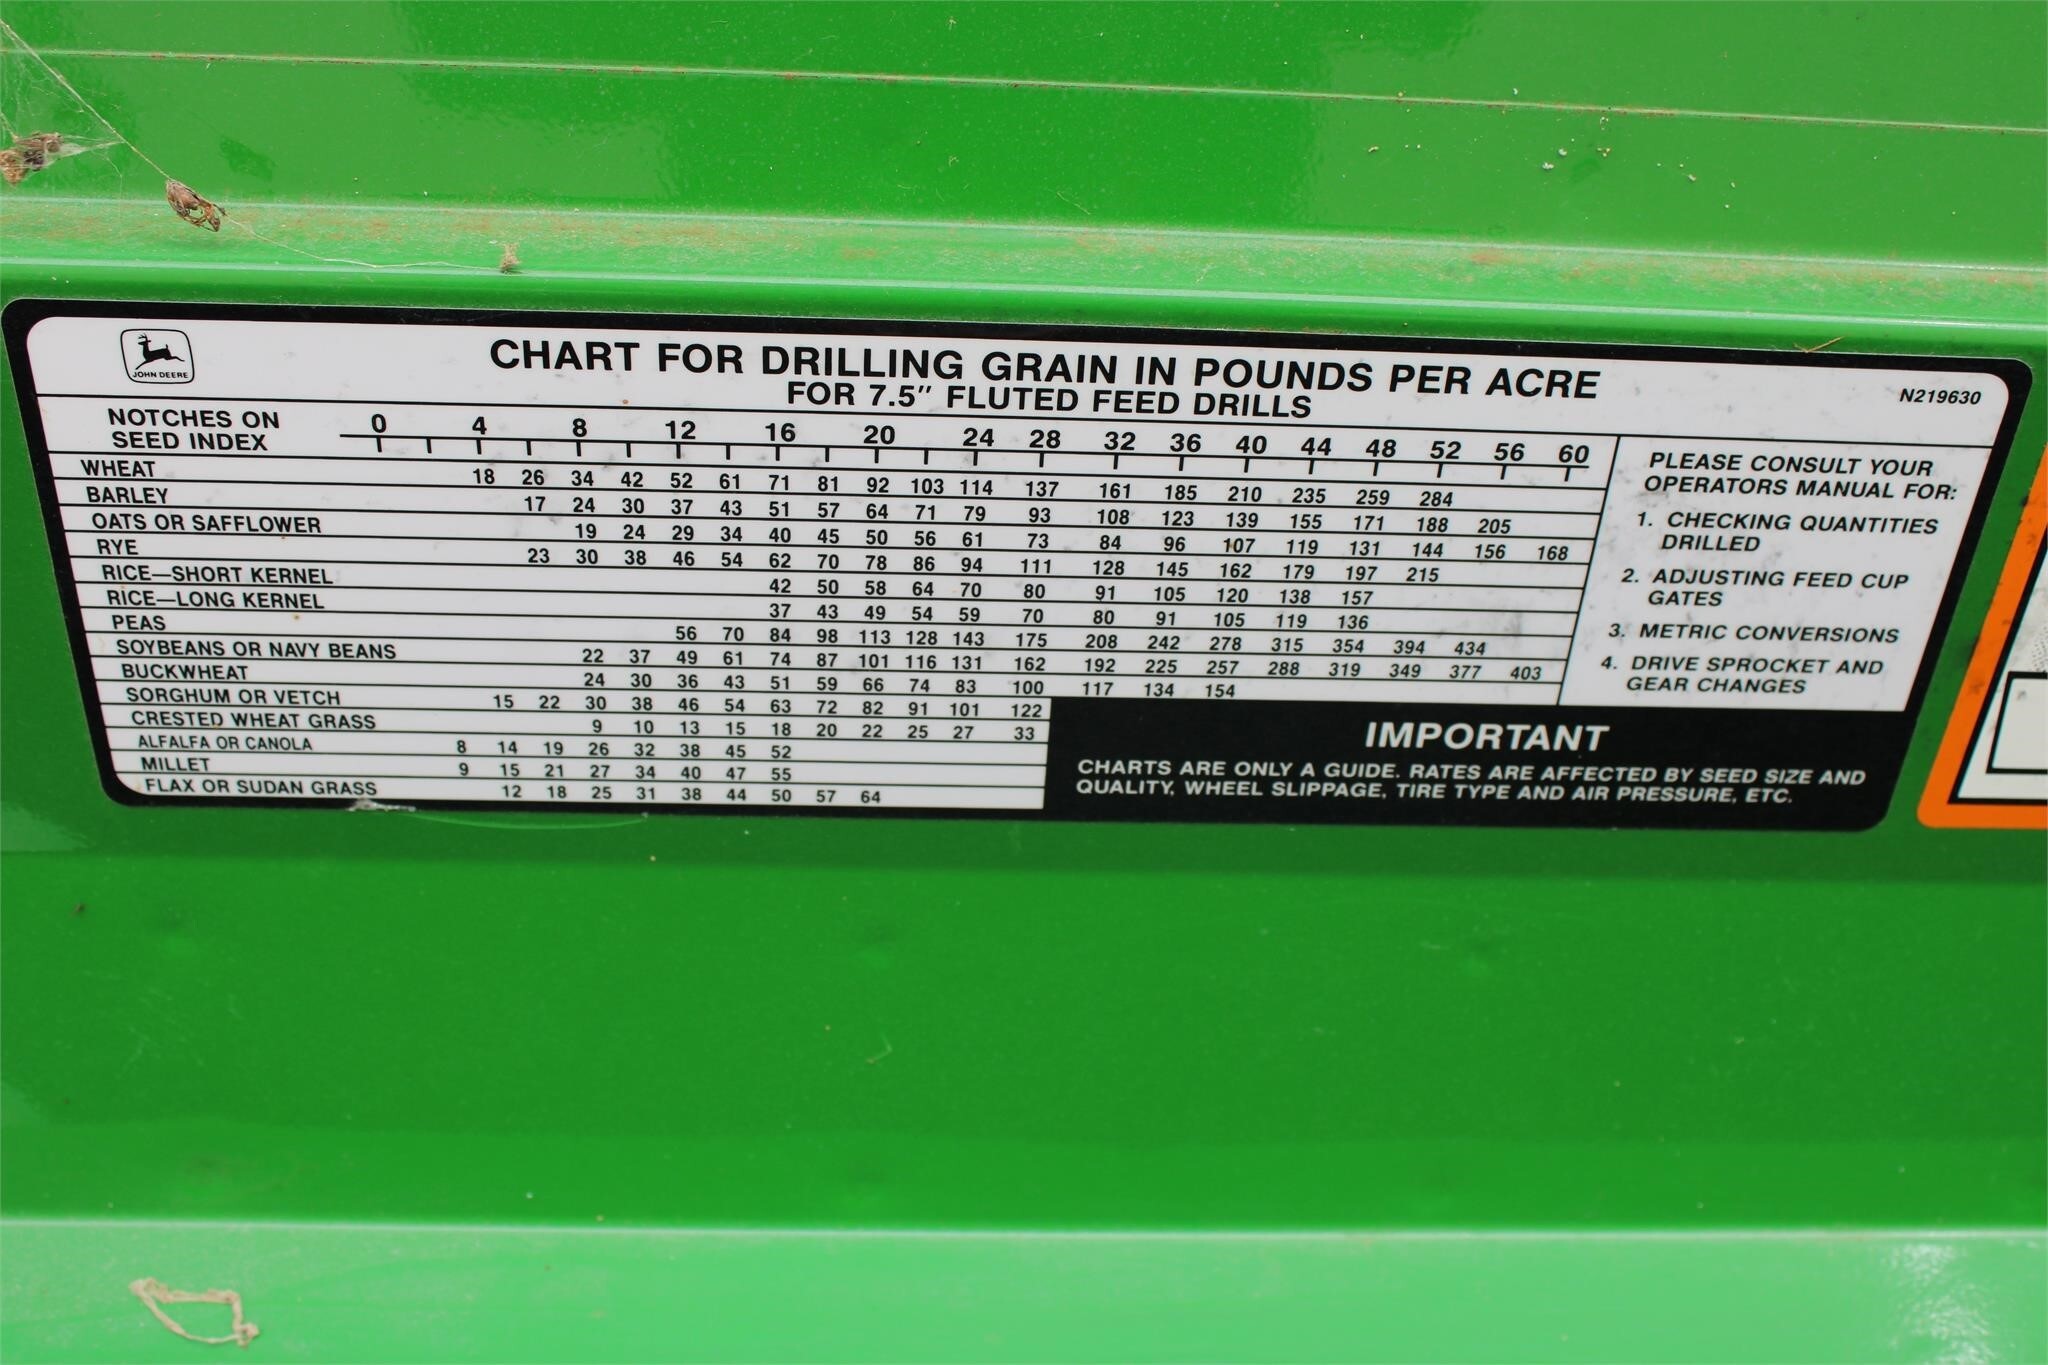 JOHN DEERE
CHART FOR DRILLING GRAIN IN POUNDS PER ACRE
FOR 7.5" FLUTED FEED DRILLS
N219630
NOTCHES ON
SEED INDEX
0 4 8 12 16 20 24 28 32 36 40 44 48 52 56 60
WHEAT 18 26 34 42 52 61 71 81 92 103 114 137 161 185 210 235 259 284
BARLEY 17 24 30 37 43 51 57 64 71 79 93 108 123 139 155 171 188 205
OATS OR SAFFLOWER 19 24 29 34 40 45 50 56 61 73 84 96 107 119 131 144 156 168
RYE 23 30 38 46 54 62 70 78 86 94 111 128 145 162 179 197 215
RICE—SHORT KERNEL 42 50 58 64 70 80 91 105 120 138 157
RICE—LONG KERNEL 37 43 49 54 59 70 80 91 105 119 136
PEAS 56 70 84 98 113 128 143 175 208 242 278 315 354 394 434
SOYBEANS OR NAVY BEANS 22 37 49 61 74 87 101 116 131 162 192 225 257 288 319 349 377 403
BUCKWHEAT 24 30 36 43 51 59 66 74 83 100 117 134 154
SORGHUM OR VETCH 15 22 30 38 46 54 63 72 82 91 101 122
CRESTED WHEAT GRASS 9 10 13 15 18 20 22 25 27 33
ALFALFA OR CANOLA 8 14 19 26 32 38 45 52
MILLET 9 15 21 27 34 40 47 55
FLAX OR SUDAN GRASS 12 18 25 31 38 44 50 57 64
PLEASE CONSULT YOUR
OPERATORS MANUAL FOR:
1. CHECKING QUANTITIES
DRILLED
2. ADJUSTING FEED CUP
GATES
3. METRIC CONVERSIONS
4. DRIVE SPROCKET AND
GEAR CHANGES
IMPORTANT
CHARTS ARE ONLY A GUIDE. RATES ARE AFFECTED BY SEED SIZE AND
QUALITY, WHEEL SLIPPAGE, TIRE TYPE AND AIR PRESSURE, ETC.